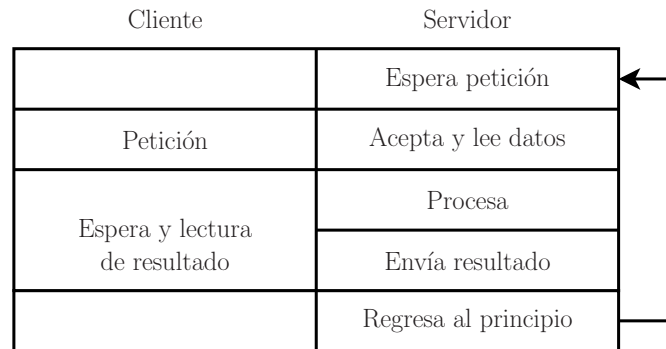 Cliente
Servidor
Espera petición
Petición
Acepta y lee datos
Espera y lectura
de resultado
Procesa
Envía resultado
Regresa al principio